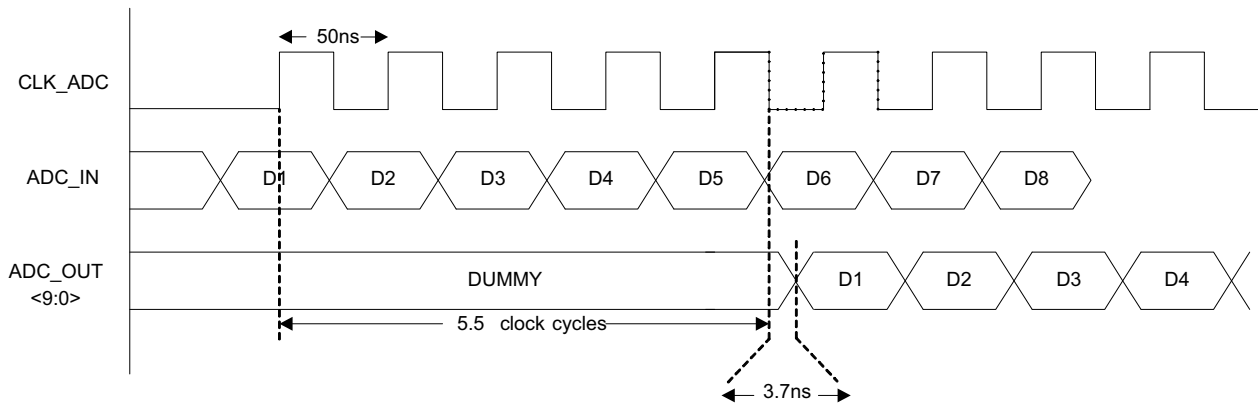 50ns
CLK_ADC
ADC_IN
D1 D2 D3 D4 D5 D6 D7 D8
ADC_OUT
<9:0>
DUMMY D1 D2 D3 D4
5.5 clock cycles
3.7ns